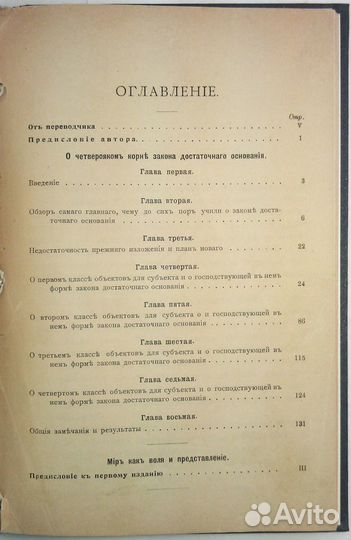 ОГЛАВЛЕНІЕ.
Стр.
Отъ переводчика . . . . . . . . . . . . . . . . . . . . V
Предисловіе автора. . . . . . . . . . . . . . . . . . . 1
О четверояком корнѣ закона достаточнаго основанія.
Глава первая.
Введеніе . . . . . . . . . . . . . . . . . . . . . . . 3
Глава вторая.
Обзоръ самаго главнаго, чему до сихъ поръ учили о законѣ доста-
точнаго основанія . . . . . . . . . . . . . . . . . . . 6
Глава третья.
Недостаточность прежняго изложенія и планъ новаго . . . . . . . 22
Глава четвертая.
О первомъ классѣ объектовъ для субъекта и о господствующей въ немъ
формѣ закона достаточнаго основанія . . . . . . . . . . . 24
Глава пятая.
О второмъ классѣ объектовъ для субъекта и о господствующей въ
немъ формѣ закона достаточнаго основанія . . . . . . . . . 86
Глава шестая.
О третьемъ классѣ объектовъ для субъекта и о господствующей въ
немъ формѣ закона достаточнаго основанія . . . . . . . . . 115
Глава седьмая.
О четвертомъ классѣ объектовъ для субъекта и о господствующей въ
немъ формѣ закона достаточнаго основанія . . . . . . . . . 124
Глава восьмая.
Общія замѣчанія и результаты . . . . . . . . . . . . . . . 131
Міръ какъ воля и представленіе.
Предисловіе къ первому изданію . . . . . . . . . . . . . . III
Avito